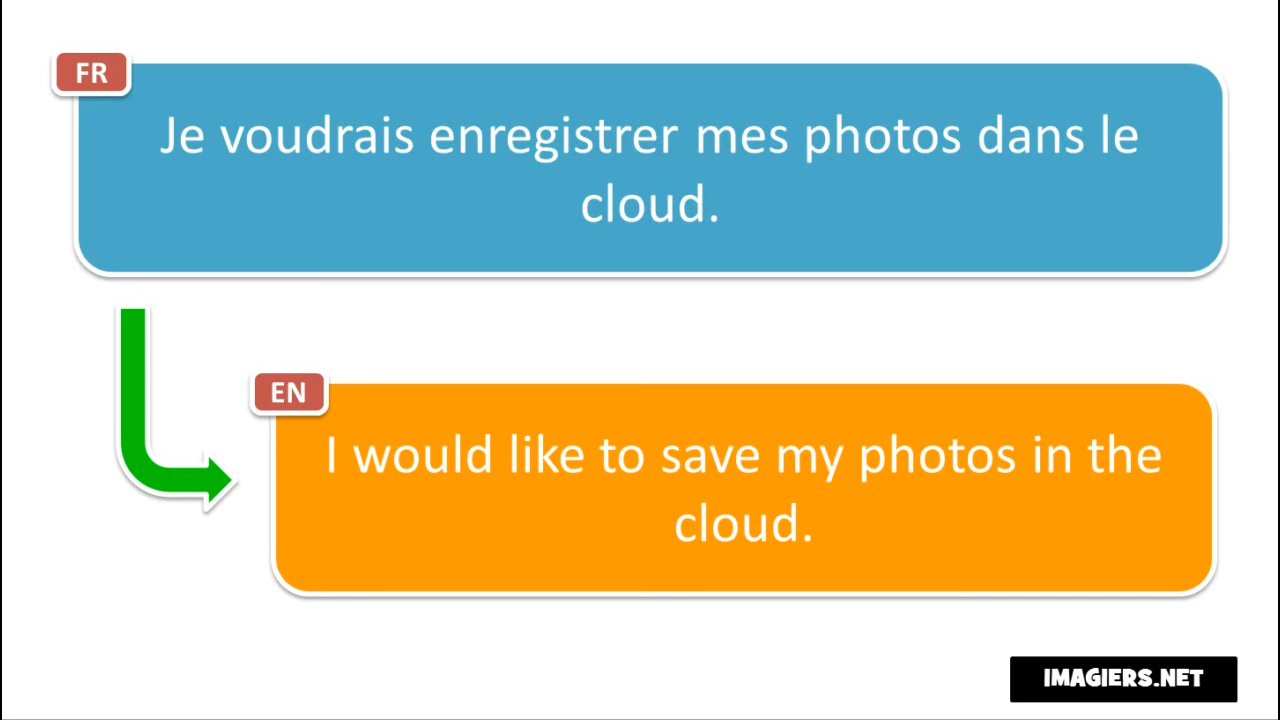 FR
Je voudrais enregistrer mes photos dans le
cloud.
EN
I would like to save my photos in the
cloud.
IMAGIERS.NET